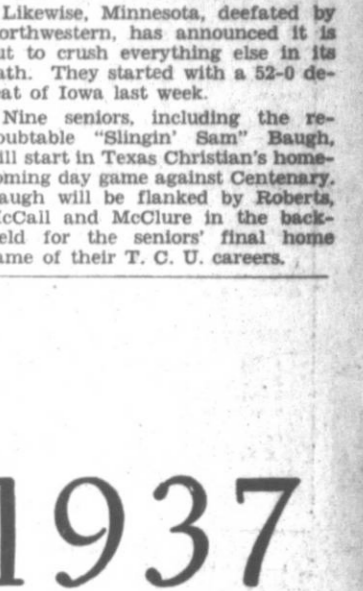 Likewise, Minnesota, deefated by
orthwestern, has announced it is
ut to crush everything else in its
ath. They started with a 52-0 de-
eat of Iowa last week.
Nine seniors, including the re-
oubtable "Slingin' Sam" Baugh,
ill start in Texas Christian's home-
oming day game against Centenary.
augh will be flanked by Roberts,
cCall and McClure in the back-
eld for the seniors' final home
ame of their T. C. U. careers.
1937